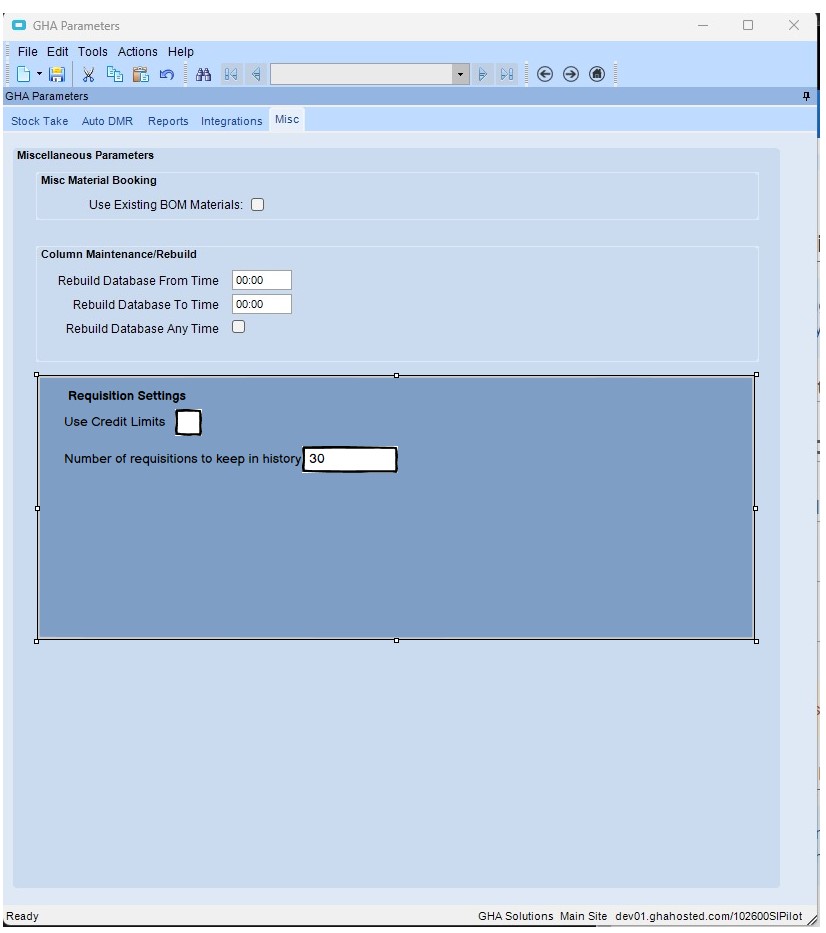 GHA Parameters
File Edit Tools Actions Help
GHA Parameters
Stock Take Auto DMR Reports Integrations Misc
Miscellaneous Parameters
Misc Material Booking
Use Existing BOM Materials:
Column Maintenance/Rebuild
Rebuild Database From Time 00:00
Rebuild Database To Time 00:00
Rebuild Database Any Time
Requisition Settings
Use Credit Limits
Number of requisitions to keep in history 30
Ready GHA Solutions Main Site dev01.ghahosted.com/102600SIPilot